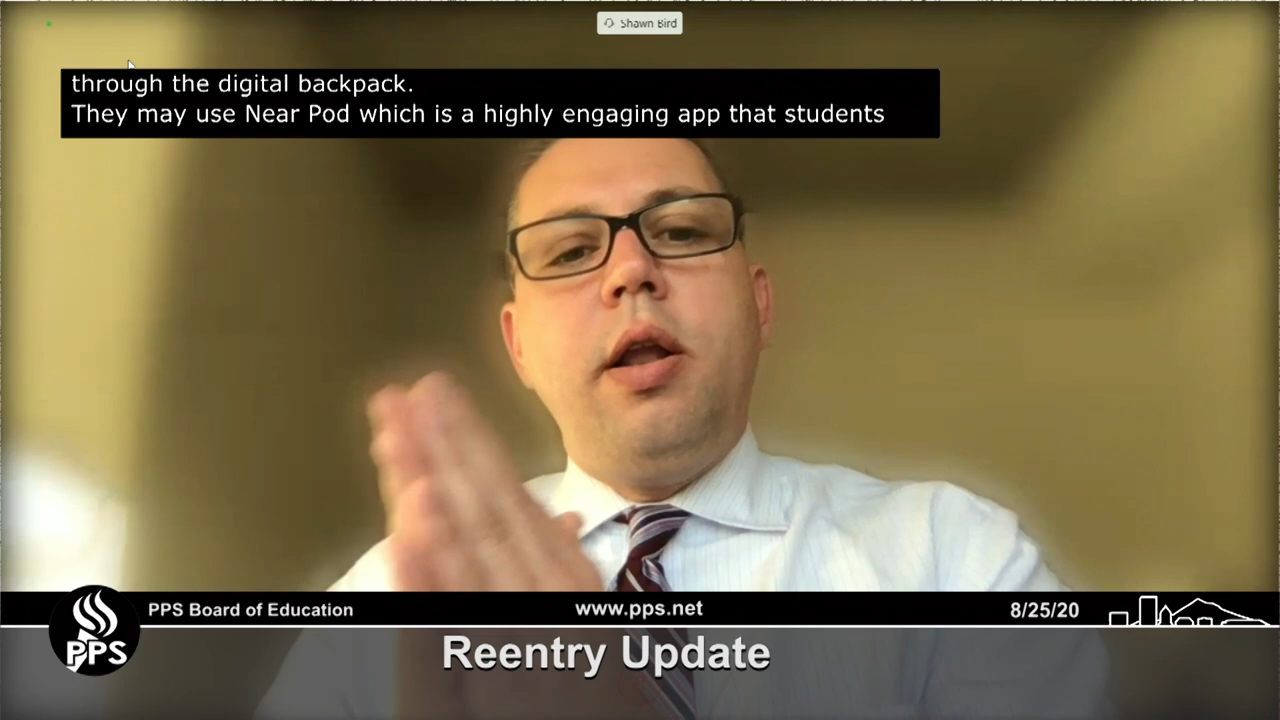 Shawn Bird
through the digital backpack.
They may use Near Pod which is a highly engaging app that students
PPS Board of Education
www.pps.net
8/25/20
PPS
Reentry Update